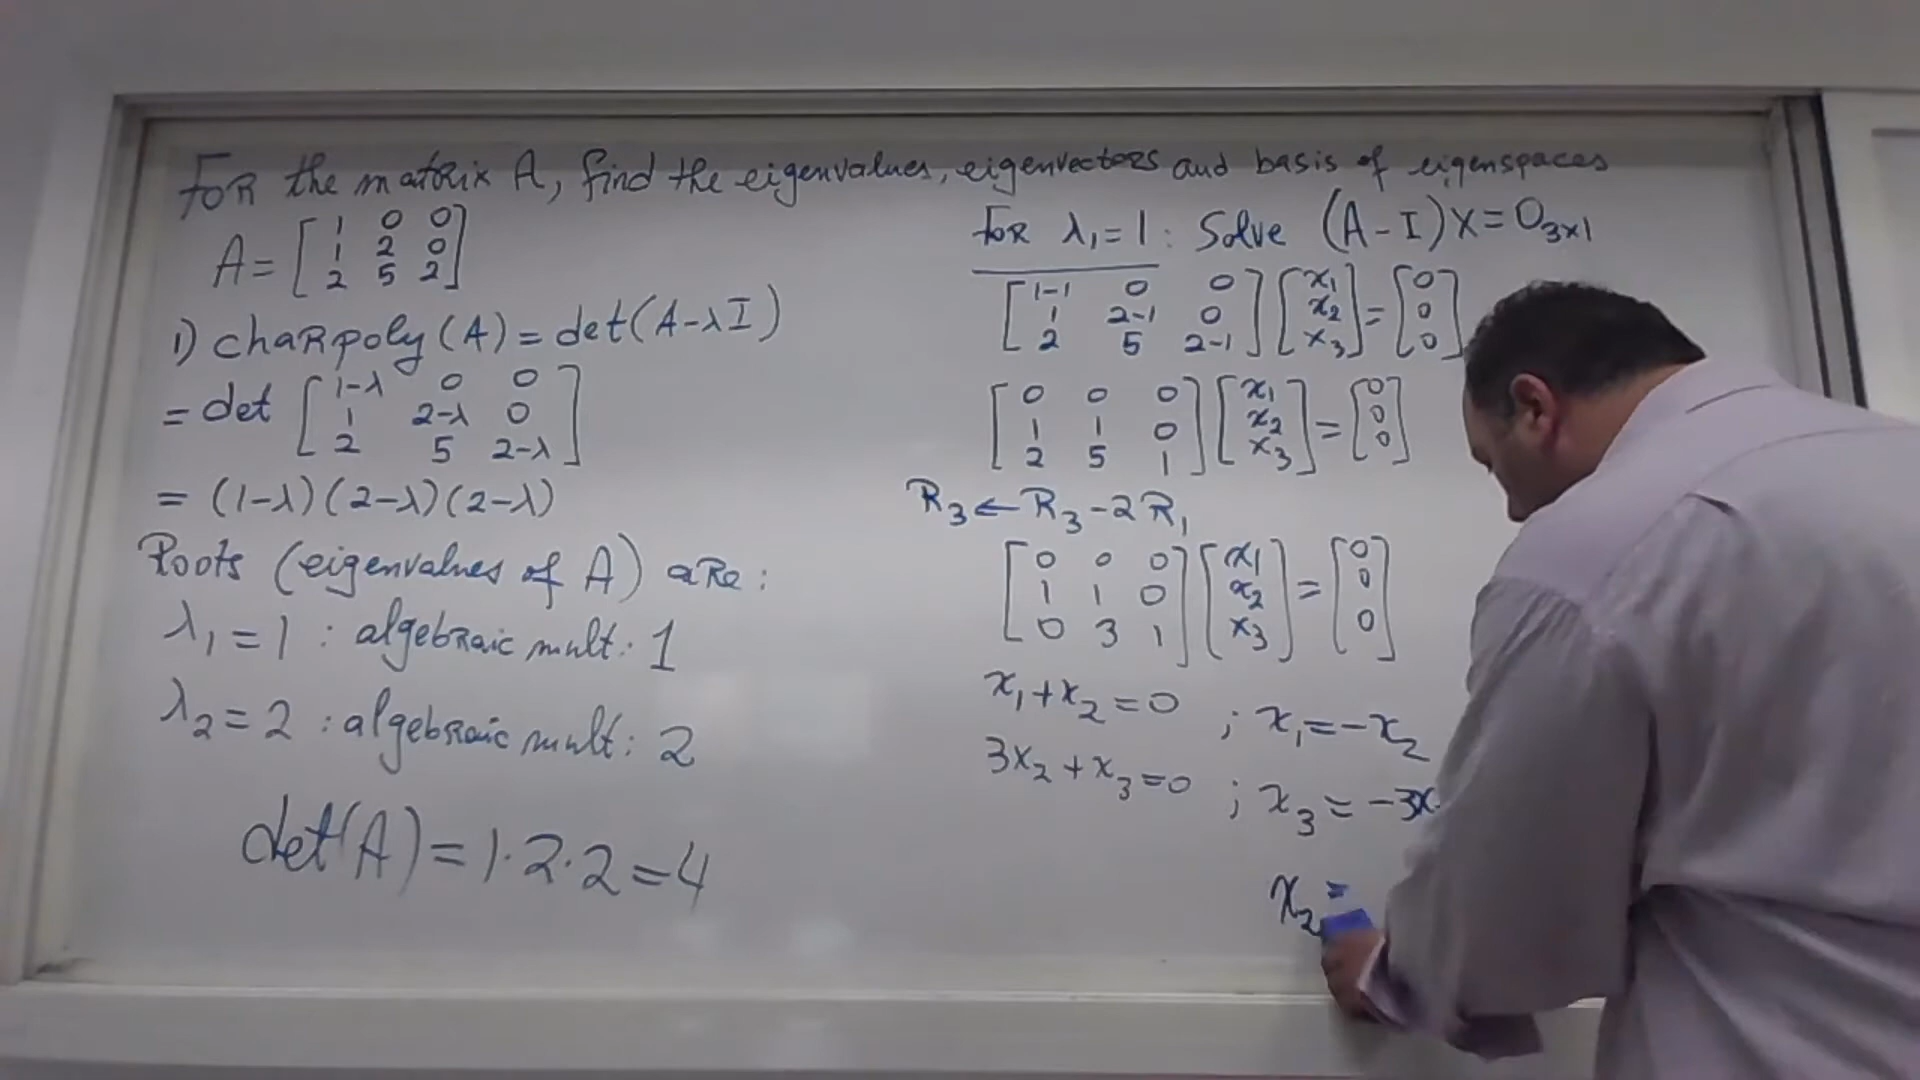 For the matrix A, find the eigenvalues, eigenvectors and basis of eigenspaces
A = [1 0 0
1 2 0
2 5 2]
1) charpoly (A) = det(A-λI)
= det [1-λ 0 0
1 2-λ 0
2 5 2-λ]
= (1-λ)(2-λ)(2-λ)
Roots (eigenvalues of A) are:
λ₁ = 1 : algebraic mult: 1
λ₂ = 2 : algebraic mult: 2
det(A) = 1·2·2 = 4
For λ₁ = 1 : Solve (A-I)X = O₃ₓ₁
[1-1 0 0] [x₁] = [0]
[1 2-1 0] [x₂] [0]
[2 5 2-1] [x₃] [0]
[0 0 0] [x₁] = [0]
[1 1 0] [x₂] [0]
[2 5 1] [x₃] [0]
R₃ ← R₃ - 2R₁
[0 0 0] [x₁] = [0]
[1 1 0] [x₂] [0]
[0 3 1] [x₃] [0]
x₁ + x₂ = 0 ; x₁ = -x₂
3x₂ + x₃ = 0 ; x₃ = -3x
x₂ =